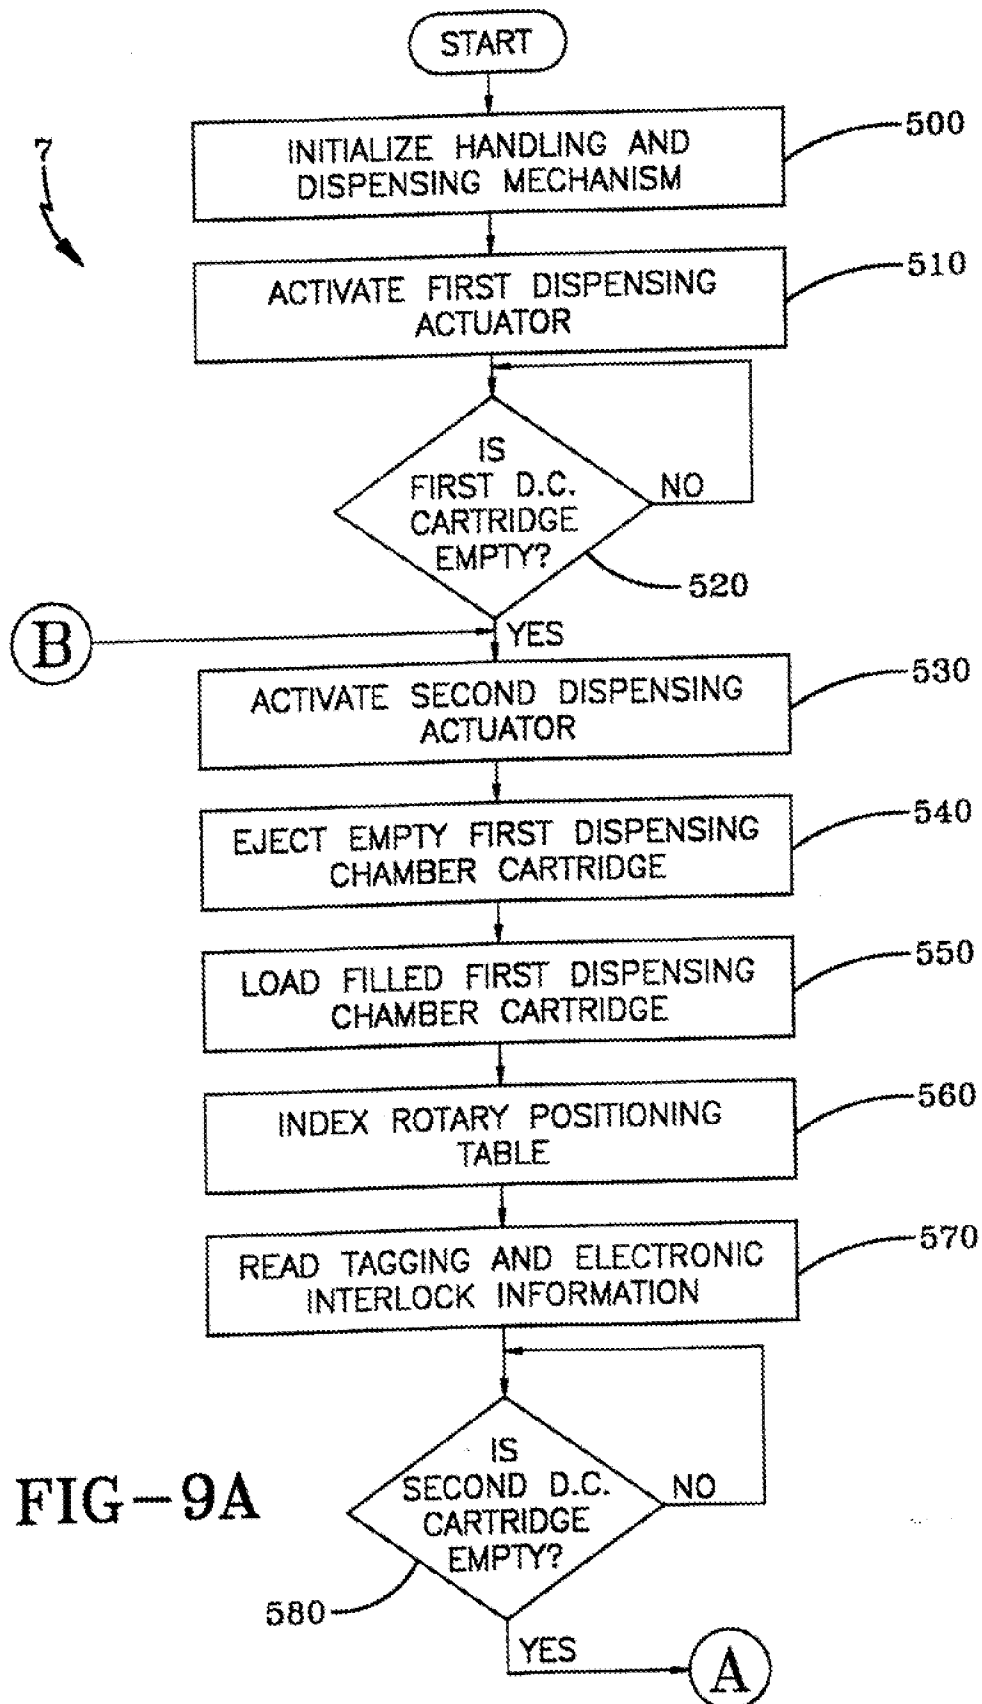 START
INITIALIZE HANDLING AND
DISPENSING MECHANISM
500
7
ACTIVATE FIRST DISPENSING
ACTUATOR
510
IS
FIRST D.C.
CARTRIDGE
EMPTY?
NO
520
B
YES
ACTIVATE SECOND DISPENSING
ACTUATOR
530
EJECT EMPTY FIRST DISPENSING
CHAMBER CARTRIDGE
540
LOAD FILLED FIRST DISPENSING
CHAMBER CARTRIDGE
550
INDEX ROTARY POSITIONING
TABLE
560
READ TAGGING AND ELECTRONIC
INTERLOCK INFORMATION
570
IS
SECOND D.C.
CARTRIDGE
EMPTY?
NO
580
FIG-9A
YES
A